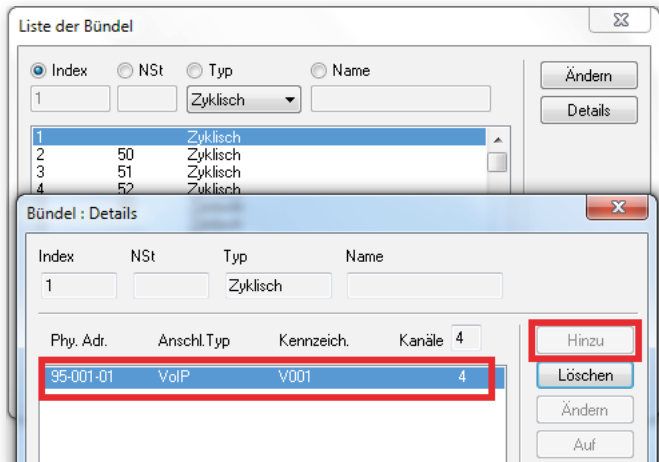 Liste der Bündel
Index NSt Typ Name
1 Zyklisch
Ändern
Details
1 Zyklisch
2 50 Zyklisch
3 51 Zyklisch
4 52 Zyklisch
Bündel : Details
Index NSt Typ Name
1 Zyklisch
Phy. Adr. Anschl.Typ Kennzeich. Kanäle 4
95-001-01 VoIP V001 4
Hinzu
Löschen
Ändern
Auf